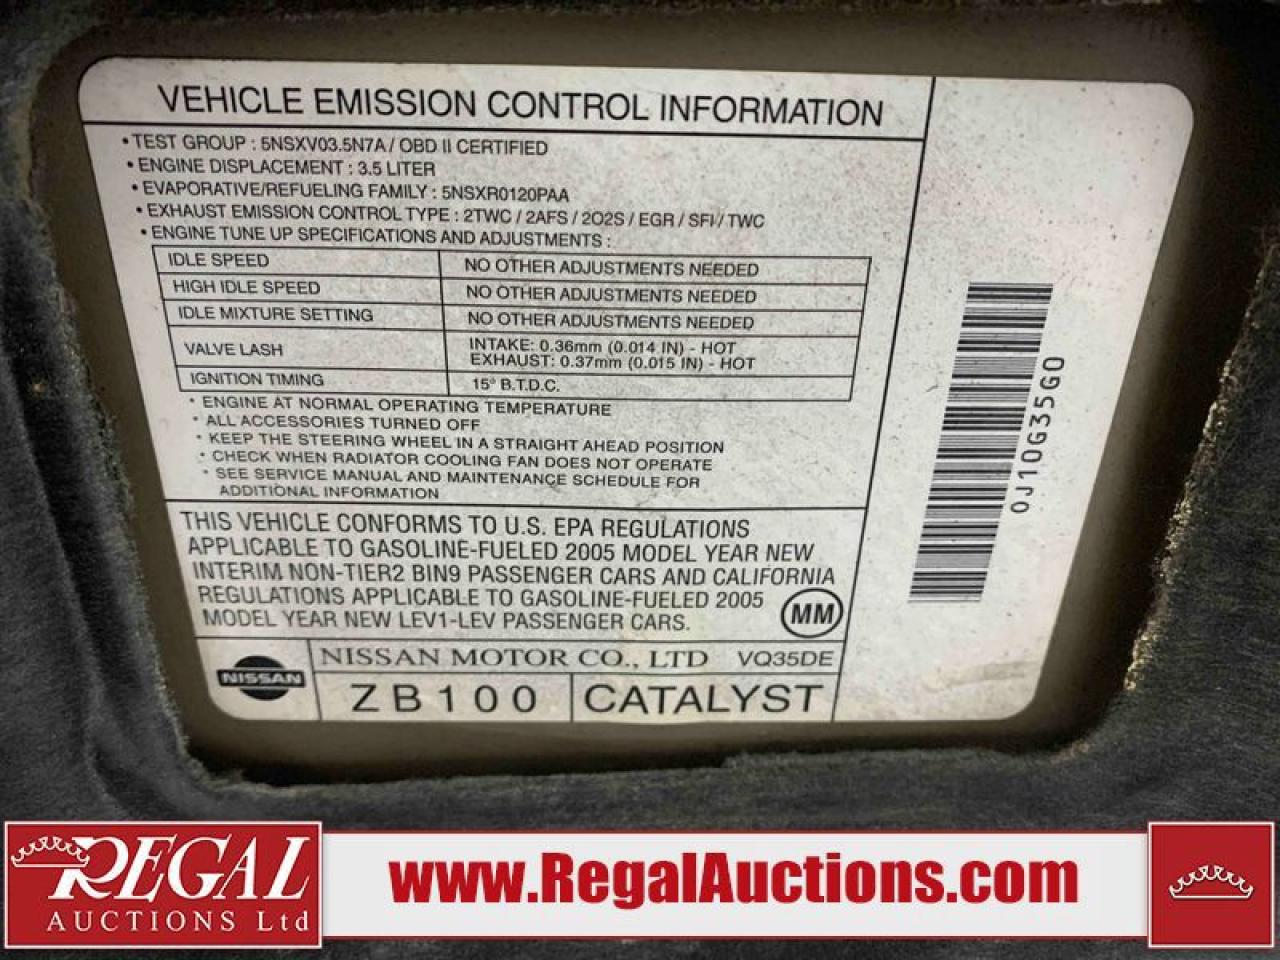 VEHICLE EMISSION CONTROL INFORMATION
• TEST GROUP : 5NSXV03.5N7A / OBD II CERTIFIED
• ENGINE DISPLACEMENT : 3.5 LITER
• EVAPORATIVE/REFUELING FAMILY : 5NSXR0120PAA
• EXHAUST EMISSION CONTROL TYPE : 2TWC / 2AFS / 2O2S / EGR / SFI / TWC
• ENGINE TUNE UP SPECIFICATIONS AND ADJUSTMENTS :
IDLE SPEED NO OTHER ADJUSTMENTS NEEDED
HIGH IDLE SPEED NO OTHER ADJUSTMENTS NEEDED
IDLE MIXTURE SETTING NO OTHER ADJUSTMENTS NEEDED
VALVE LASH INTAKE: 0.36mm (0.014 IN) - HOT
EXHAUST: 0.37mm (0.015 IN) - HOT
IGNITION TIMING 15° B.T.D.C.
* ENGINE AT NORMAL OPERATING TEMPERATURE
* ALL ACCESSORIES TURNED OFF
* KEEP THE STEERING WHEEL IN A STRAIGHT AHEAD POSITION
* CHECK WHEN RADIATOR COOLING FAN DOES NOT OPERATE
* SEE SERVICE MANUAL AND MAINTENANCE SCHEDULE FOR
ADDITIONAL INFORMATION
THIS VEHICLE CONFORMS TO U.S. EPA REGULATIONS
APPLICABLE TO GASOLINE-FUELED 2005 MODEL YEAR NEW
INTERIM NON-TIER2 BIN9 PASSENGER CARS AND CALIFORNIA
REGULATIONS APPLICABLE TO GASOLINE-FUELED 2005
MODEL YEAR NEW LEV1-LEV PASSENGER CARS.
MM
NISSAN
NISSAN MOTOR CO., LTD VQ35DE
ZB100 CATALYST
0J10G35G0
REGAL
AUCTIONS Ltd
www.RegalAuctions.com